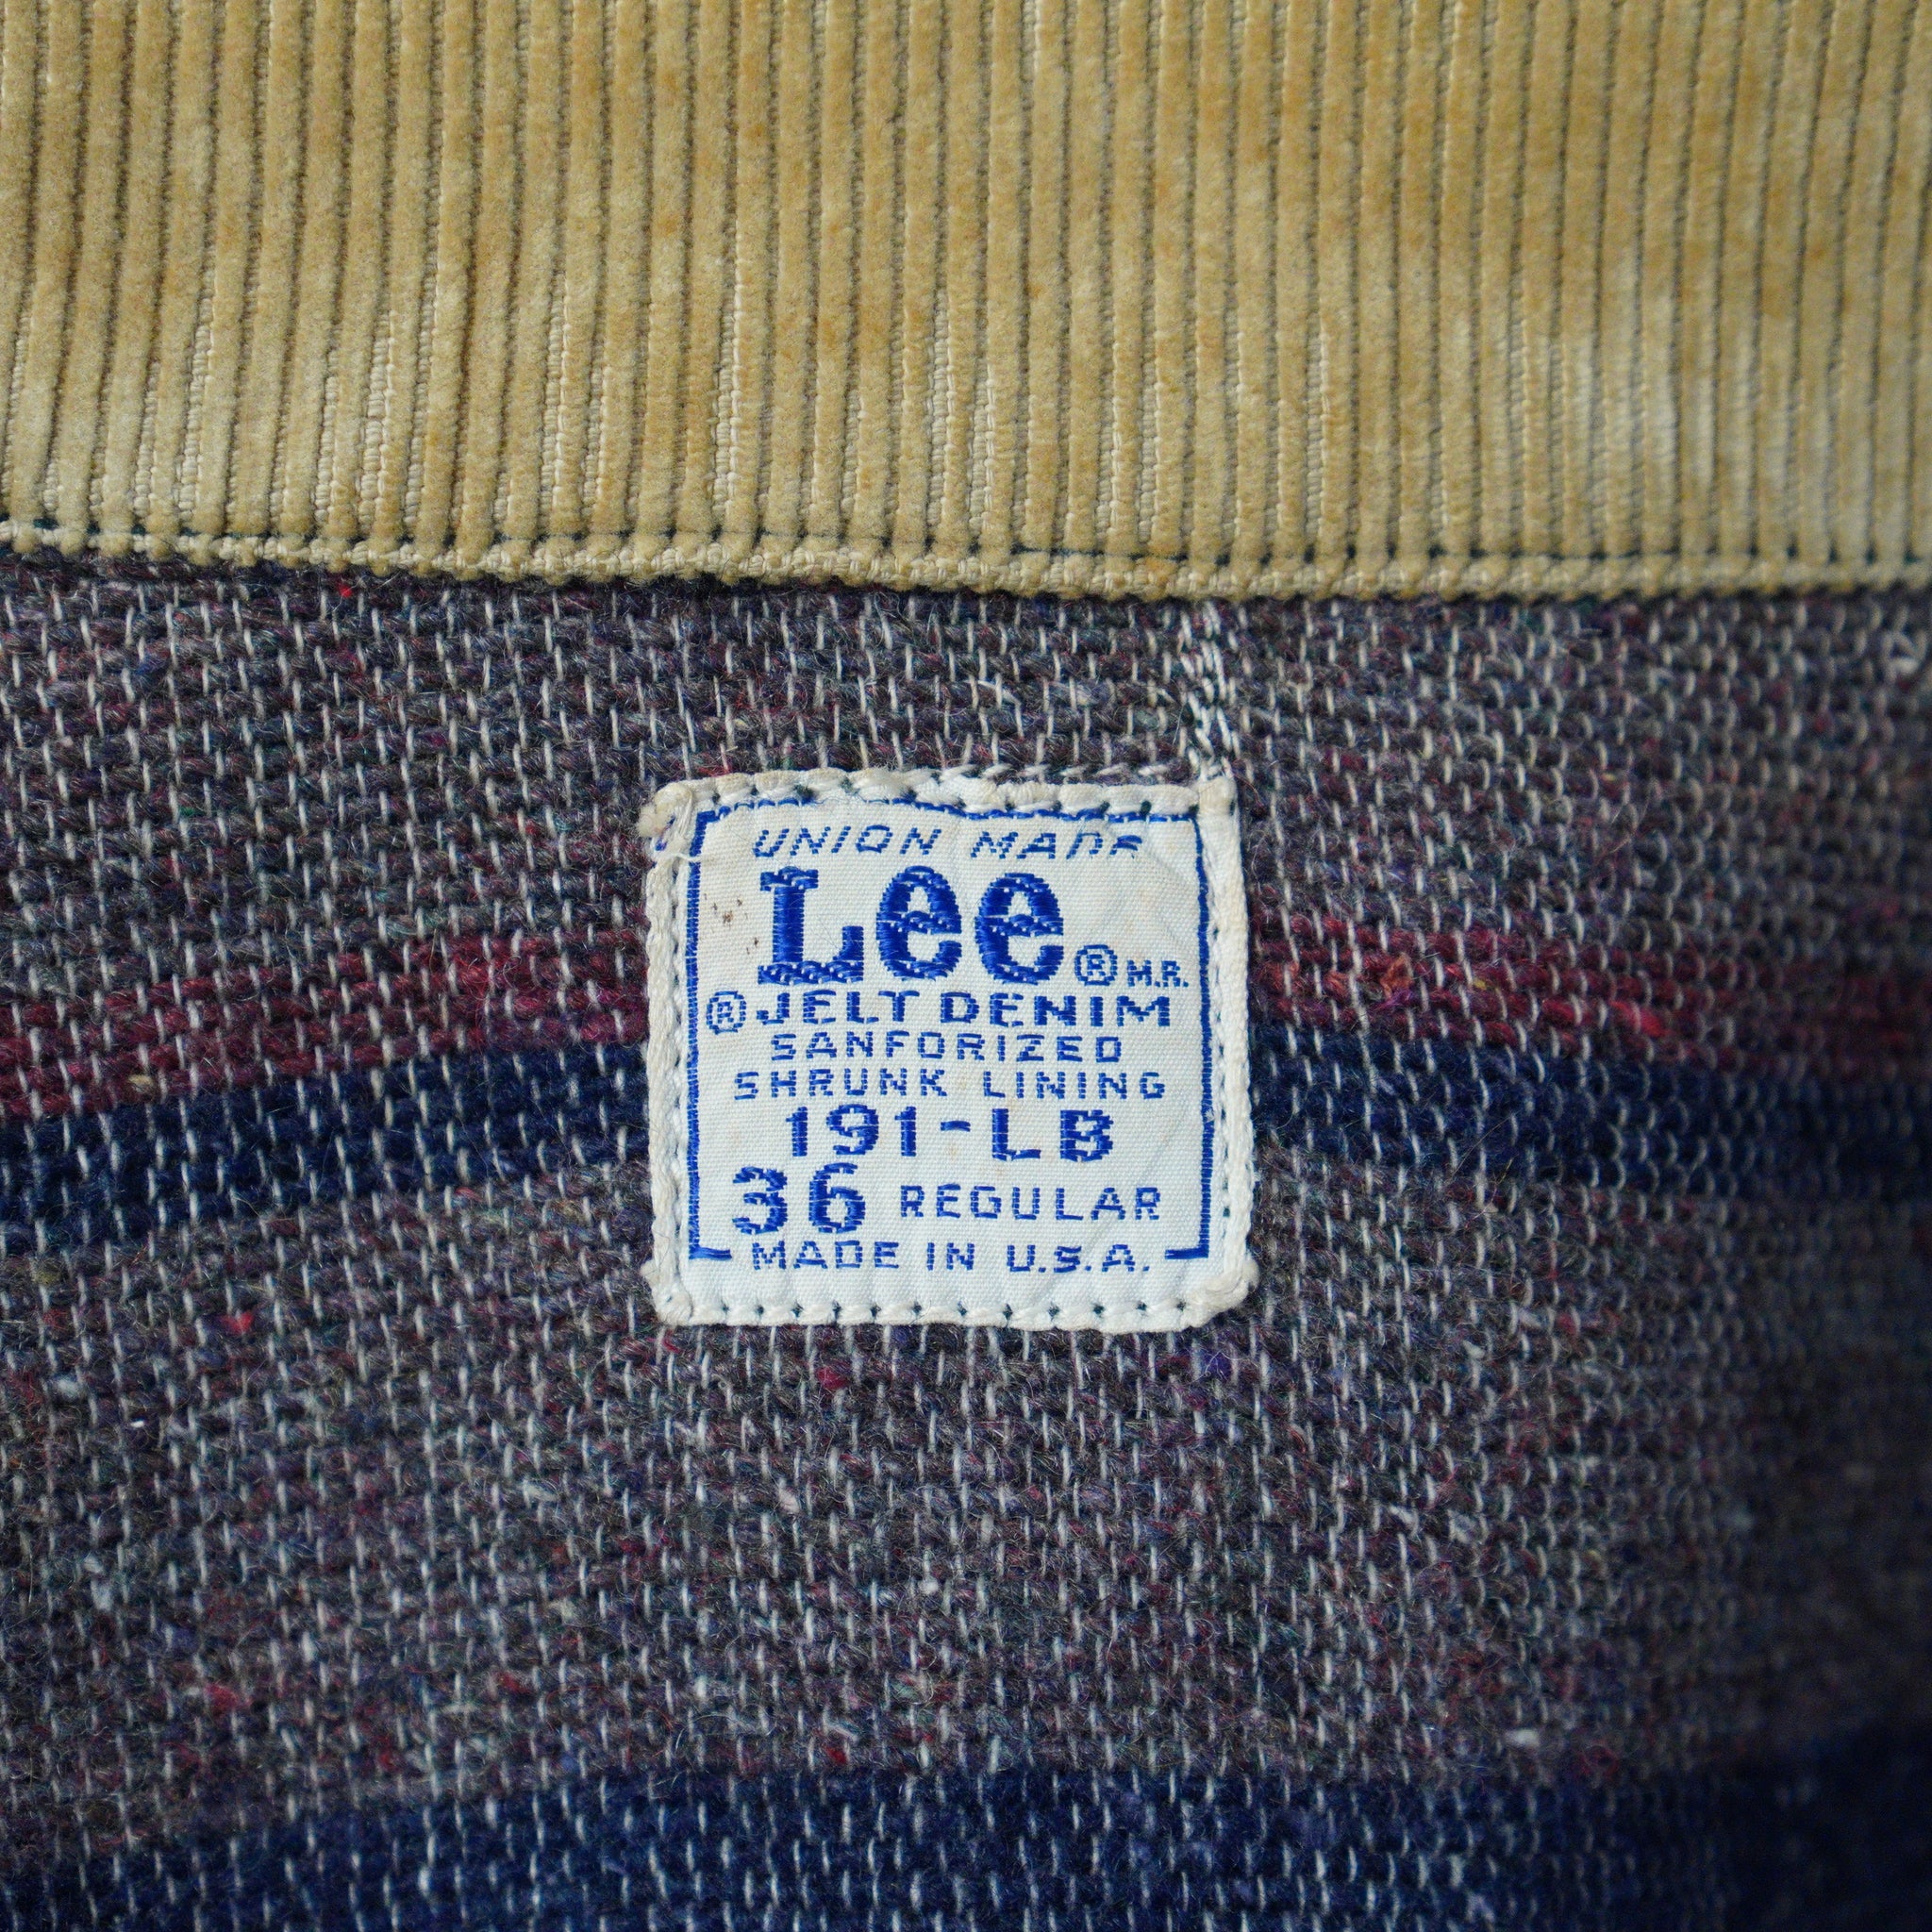 UNION MADE
Lee ® M.R.
® JELT DENIM
SANFORIZED
SHRUNK LINING
191-LB
36 REGULAR
MADE IN U.S.A.